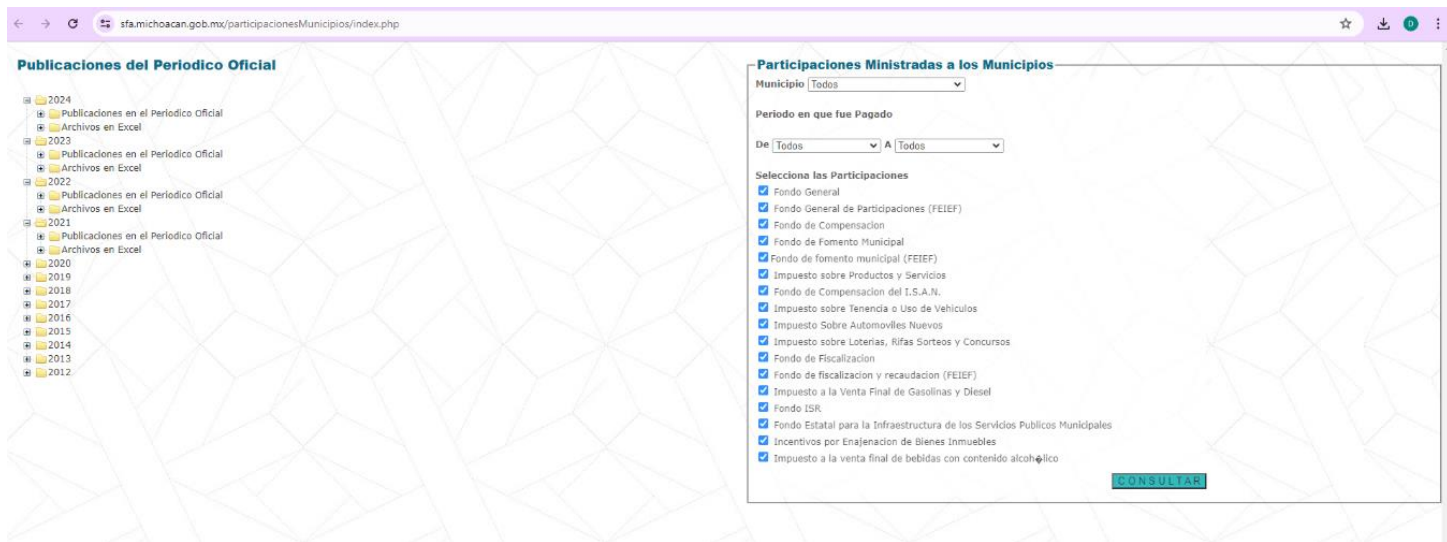 sfa.michoacan.gob.mx/participacionesMunicipios/index.php
D
Publicaciones del Periodico Oficial
2024
Publicaciones en el Periodico Oficial
Archivos en Excel
2023
Publicaciones en el Periodico Oficial
Archivos en Excel
2022
Publicaciones en el Periodico Oficial
Archivos en Excel
2021
Publicaciones en el Periodico Oficial
Archivos en Excel
2020
2019
2018
2017
2016
2015
2014
2013
2012
Participaciones Ministradas a los Municipios
Municipio Todos
Periodo en que fue Pagado
De Todos A Todos
Selecciona las Participaciones
Fondo General
Fondo General de Participaciones (FEIEF)
Fondo de Compensacion
Fondo de Fomento Municipal
Fondo de fomento municipal (FEIEF)
Impuesto sobre Productos y Servicios
Fondo de Compensacion del I.S.A.N.
Impuesto sobre Tenencia o Uso de Vehiculos
Impuesto Sobre Automoviles Nuevos
Impuesto sobre Loterias, Rifas Sorteos y Concursos
Fondo de Fiscalizacion
Fondo de fiscalizacion y recaudacion (FEIEF)
Impuesto a la Venta Final de Gasolinas y Diesel
Fondo ISR
Fondo Estatal para la Infraestructura de los Servicios Publicos Municipales
Incentivos por Enajenacion de Bienes Inmuebles
Impuesto a la venta final de bebidas con contenido alcoh�lico
CONSULTAR